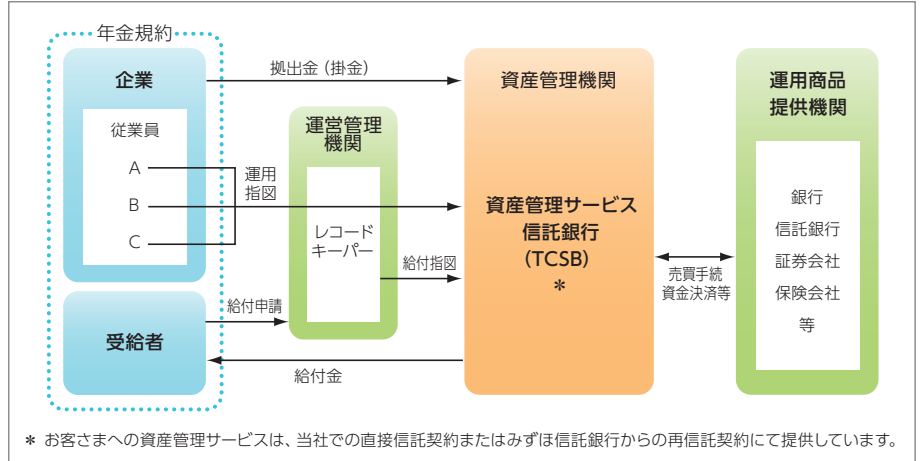 年金規約
企業
従業員
A
B
C
受給者
拠出金（掛金）
運用
指図
運営管理
機関
レコード
キーパー
給付指図
給付申請
給付金
資産管理機関
資産管理サービス
信託銀行
(TCSB)
*
売買手続
資金決済等
運用商品
提供機関
銀行
信託銀行
証券会社
保険会社
等
* お客さまへの資産管理サービスは、当社での直接信託契約またはみずほ信託銀行からの再信託契約にて提供しています。